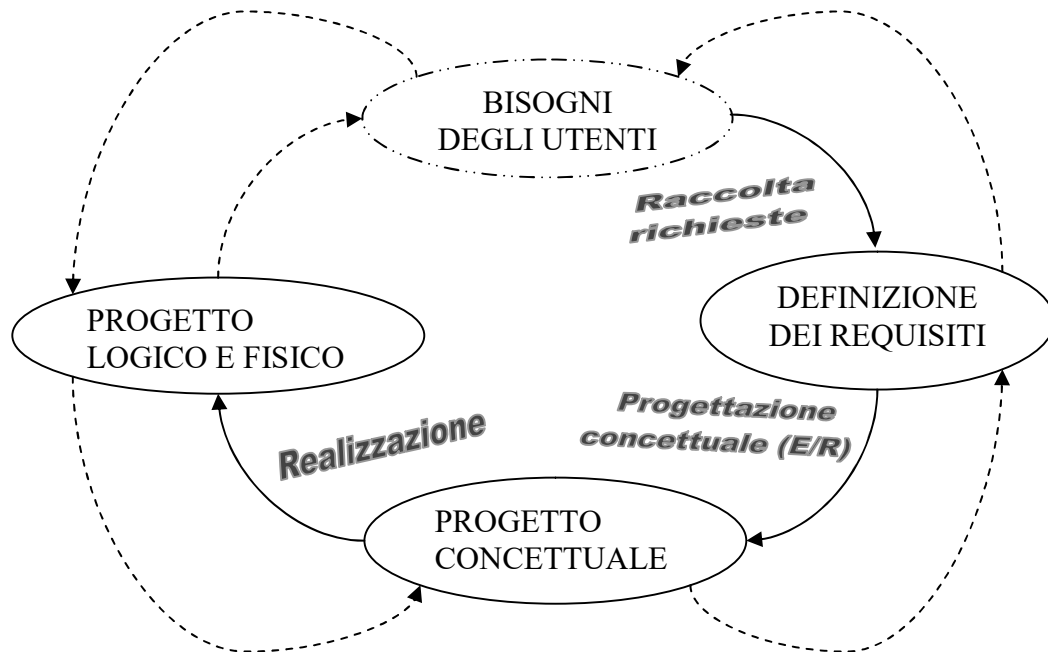 BISOGNI
DEGLI UTENTI
Raccolta
richieste
DEFINIZIONE
DEI REQUISITI
PROGETTO
LOGICO E FISICO
Progettazione
concettuale (E/R)
Realizzazione
PROGETTO
CONCETTUALE